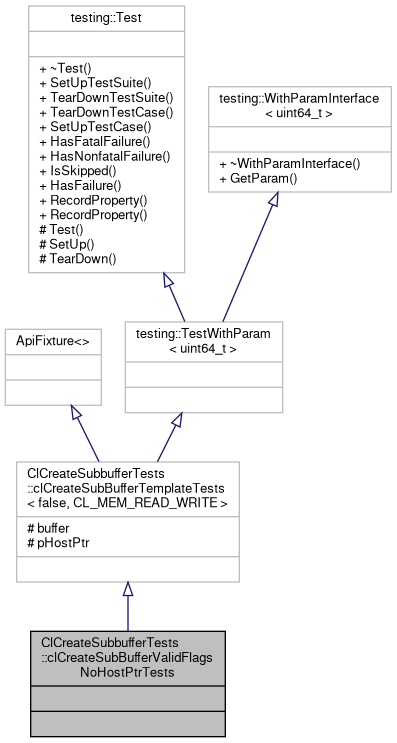 testing::Test
+ ~Test()
+ SetUpTestSuite()
+ TearDownTestSuite()
+ TearDownTestCase()
+ SetUpTestCase()
+ HasFatalFailure()
+ HasNonfatalFailure()
+ IsSkipped()
+ HasFailure()
+ RecordProperty()
+ RecordProperty()
# Test()
# SetUp()
# TearDown()
testing::WithParamInterface
< uint64_t >
+ ~WithParamInterface()
+ GetParam()
ApiFixture<>
testing::TestWithParam
< uint64_t >
ClCreateSubbufferTests
::clCreateSubBufferTemplateTests
< false, CL_MEM_READ_WRITE >
# buffer
# pHostPtr
ClCreateSubbufferTests
::clCreateSubBufferValidFlags
NoHostPtrTests